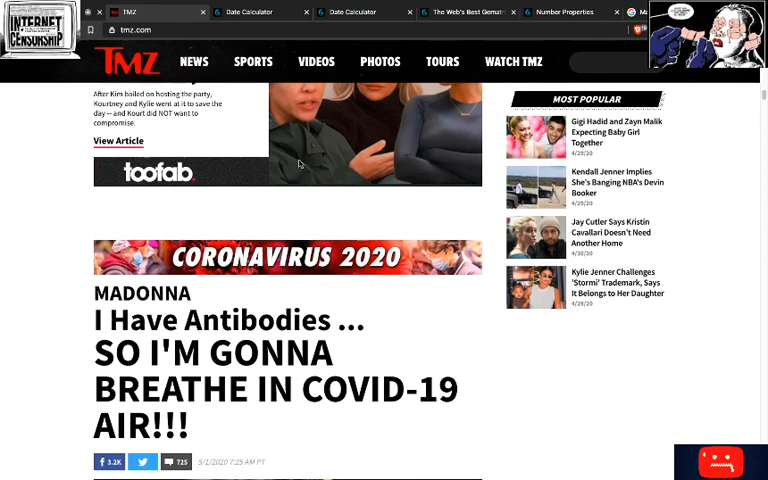 INTERNET
CENSORSHIP
TMZ
Date Calculator
Date Calculator
The Web's Best Gemat
Number Properties
tmz.com
TMZ
NEWS
SPORTS
VIDEOS
PHOTOS
TOURS
WATCH TMZ
After Kim bailed on hosting the party,
Kourtney and Kylie went at it to save the
day -- and Kourt did NOT want to
compromise.
View Article
toofab.
CORONAVIRUS 2020
MADONNA
I Have Antibodies ...
SO I'M GONNA
BREATHE IN COVID-19
AIR!!!
3.2K
725
5/1/2020 7:25 AM PT
MOST POPULAR
Gigi Hadid and Zayn Malik
Expecting Baby Girl
Together
4/29/20
Kendall Jenner Implies
She's Banging NBA's Devin
Booker
4/29/20
Jay Cutler Says Kristin
Cavallari Doesn't Need
Another Home
4/30/20
Kylie Jenner Challenges
'Stormi' Trademark, Says
It Belongs to Her Daughter
4/29/20